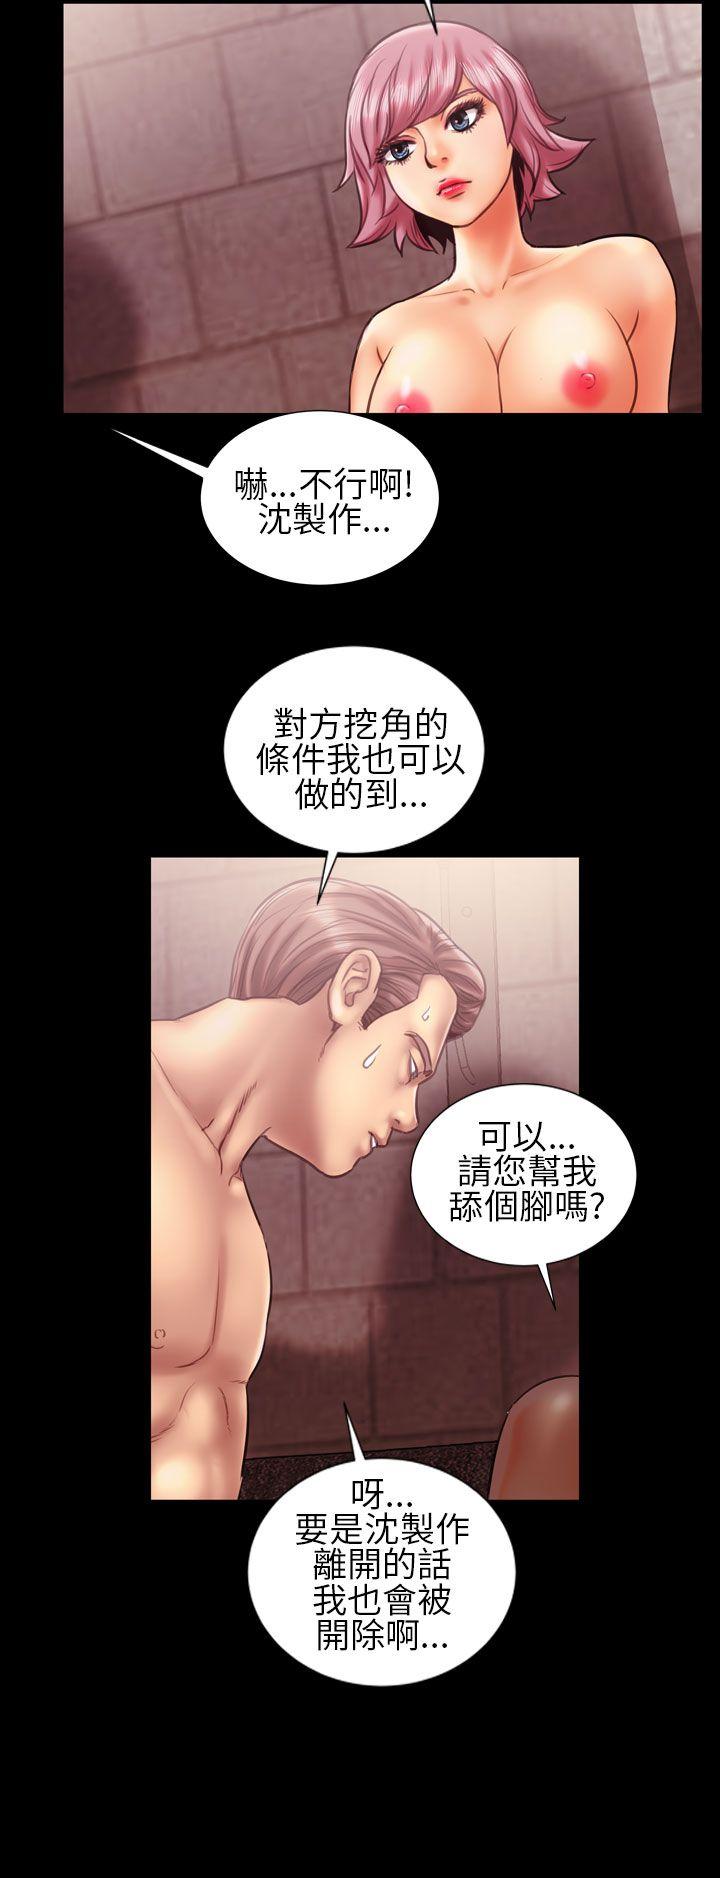 嚇...不行啊!
沈製作...
對方挖角的
條件我也可以
做的到...
可以...
請您幫我
舔個腳嗎?
呀...
要是沈製作
離開的話
我也會被
開除啊...